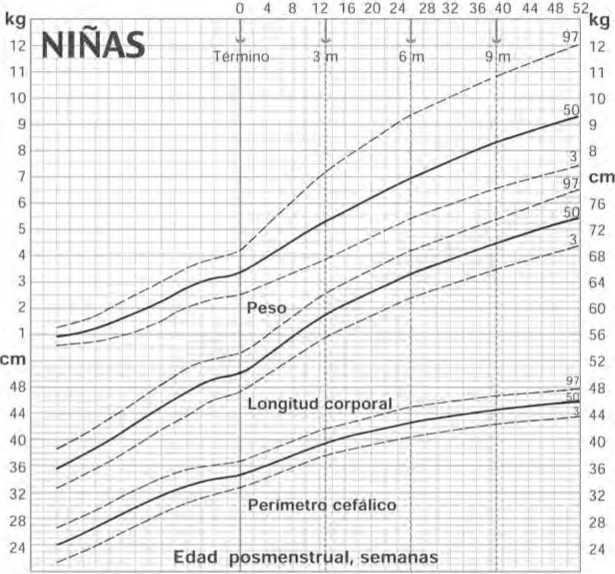 0 4 8 12 16 20 24 28 32 36 40 44 48 52
kg NIÑAS kg
Término 3 m 6 m 9 m
97
12 12
11 11
10 10
50
9 9
8 8
3
7 97 cm
6 76
50
5 72
4 3 68
3 64
2 Peso 60
1 56
cm 52
48 97 48
Longitud corporal 50
44 3 44
40 40
36 36
32 Perímetro cefálico 32
28 28
24 Edad posmenstrual, semanas 24